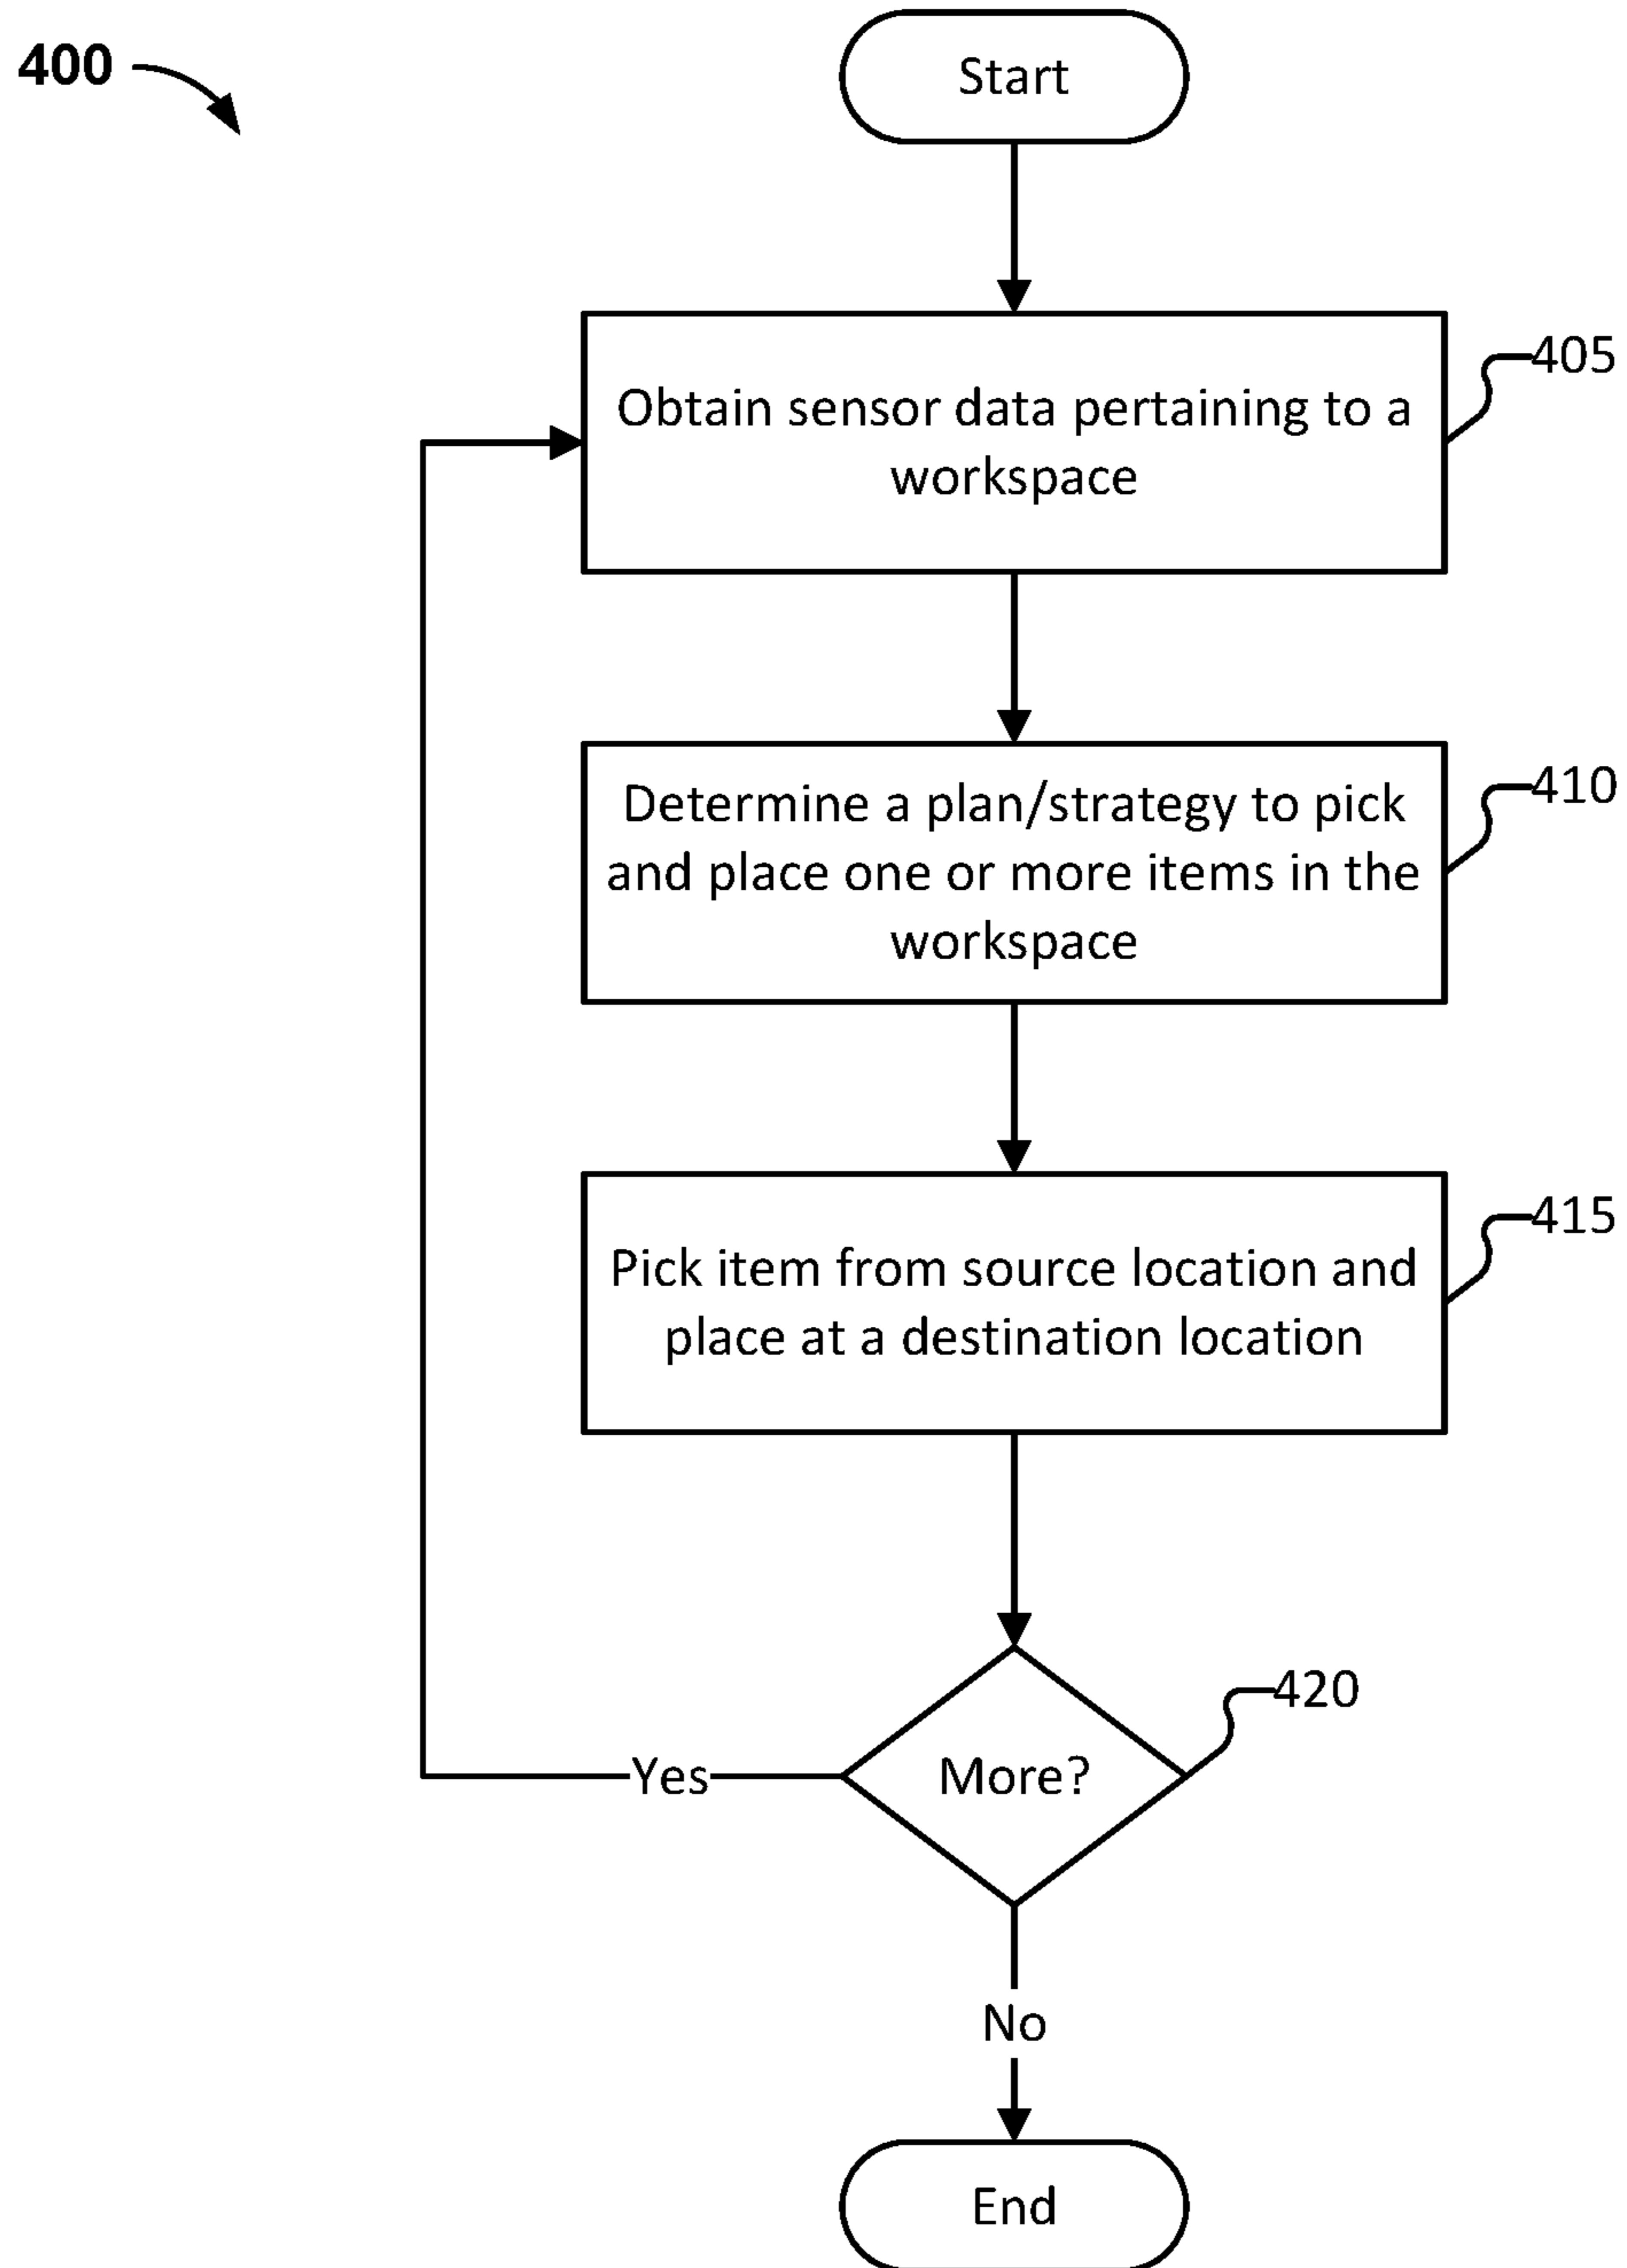 400
Start
Obtain sensor data pertaining to a
workspace
405
Determine a plan/strategy to pick
and place one or more items in the
workspace
410
Pick item from source location and
place at a destination location
415
More?
420
Yes
No
End